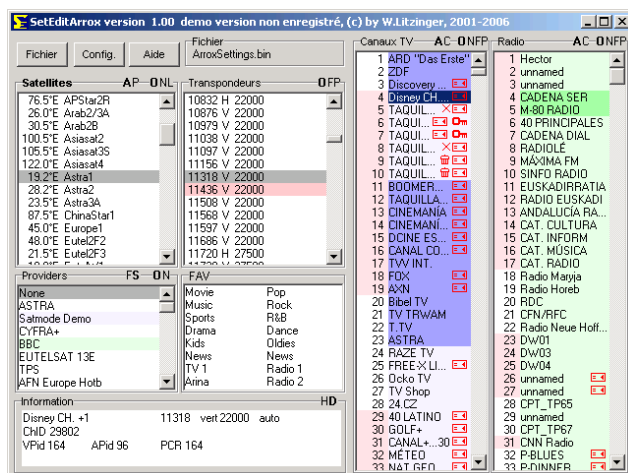 SetEditArrox version 1.00 demo version non enregistré, (c) by W.Litzinger, 2001-2006
Fichier
Config.
Aide
Fichier
ArroxSettings.bin
Satellites AP ONL
76.5°E APStar2R
26.0°E Arab2/3A
30.5°E Arab2B
100.5°E Asiasat2
105.5°E Asiasat3S
122.0°E Asiasat4
19.2°E Astra1
28.2°E Astra2
23.5°E Astra3A
87.5°E ChinaStar1
45.0°E Europe1
48.0°E Eutel2F2
21.5°E Eutel2F3
Transpondeurs OFP
10832 H 22000
10876 V 22000
10979 V 22000
11038 V 22000
11097 V 22000
11156 V 22000
11318 V 22000
11436 V 22000
11508 V 22000
11568 V 22000
11597 V 22000
11686 V 22000
11720 H 27500
Providers FS ON
None
ASTRA
Satmode Demo
CYFRA+
BBC
EUTELSAT 13E
TPS
AFN Europe Hotb
FAV
Movie Pop
Music Rock
Sports R&B
Drama Dance
Kids Oldies
News News
TV 1 Radio 1
Arina Radio 2
Information HD
Disney CH. +1 11318 vert 22000 auto
ChID 29802
VPid 164 APid 96 PCR 164
Canaux TV AC ONFP
1 ARD "Das Erste"
2 ZDF
3 Discovery ...
4 Disney CH....
5 TAQUIL...
6 TAQUI...
7 TAQUI...
8 TAQUIL...
9 TAQUIL...
10 TAQUIL...
11 BOOMER...
12 TAQUILLA...
13 CINEMANÍA
14 CINEMANÍ...
15 DCINE ES...
16 CANAL CO...
17 TVV INT.
18 FOX
19 AXN
20 Bibel TV
21 TV TRWAM
22 T.TV
23 ASTRA
24 RAZE TV
25 FREE-X LI...
26 Ocko TV
27 TV Shop
28 24.CZ
29 40 LATINO
30 GOLF+
31 CANAL+...30
32 MÉTEO
33 NAT GEO
Radio AC ONFP
1 Hector
2 unnamed
3 unnamed
4 CADENA SER
5 M-80 RADIO
6 40 PRINCIPALES
7 CADENA DIAL
8 RADIOLÉ
9 MÁXIMA FM
10 SINFO RADIO
11 EUSKADIRRATIA
12 RADIO EUSKADI
13 ANDALUCÍA RA...
14 CAT. CULTURA
15 CAT. INFORM
16 CAT. MÚSICA
17 CAT. RADIO
18 Radio Maryja
19 Radio Horeb
20 RDC
21 CFN/RFC
22 Radio Neue Hoff...
23 DW01
24 DW03
25 DW04
26 unnamed
27 unnamed
28 CPT_TP65
29 unnamed
30 CPT_TP67
31 CNN Radio
32 P-BLUES
33 P-DINNER